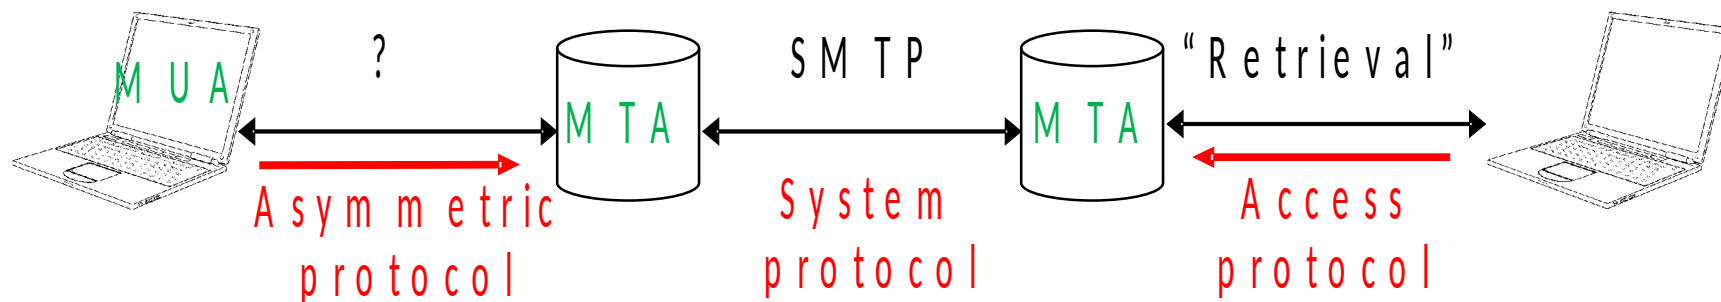 ?
SMTP
“Retrieval”
MUA
MTA
MTA
Asymmetric
protocol
System
protocol
Access
protocol